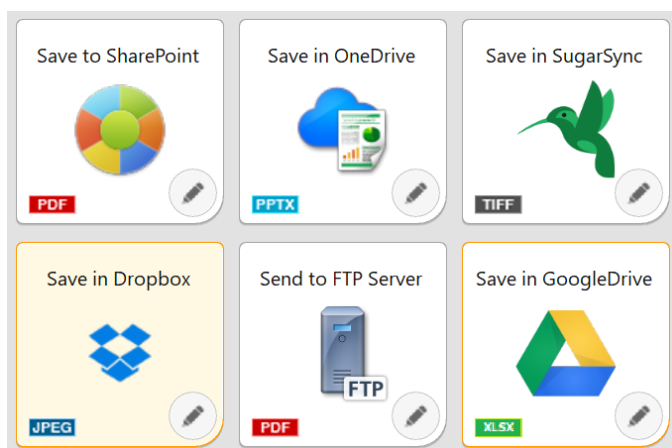 Save to SharePoint
PDF
Save in OneDrive
PPTX
Save in SugarSync
TIFF
Save in Dropbox
JPEG
Send to FTP Server
FTP
PDF
Save in GoogleDrive
XLSX